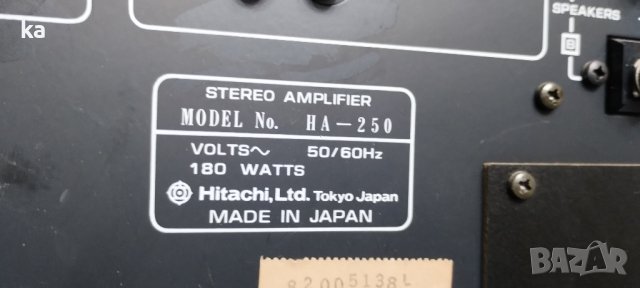 ka
SPEAKERS
B
STEREO AMPLIFIER
MODEL No. HA-250
VOLTS~ 50/60Hz
180 WATTS
Hitachi, Ltd. Tokyo Japan
MADE IN JAPAN
82005138L
BAZAR